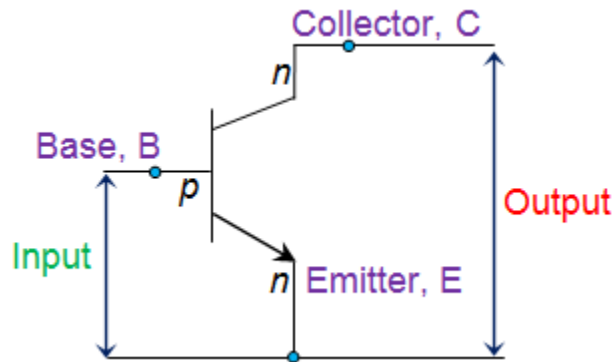 Collector, C
n
Base, B
p
Output
Input
n Emitter, E